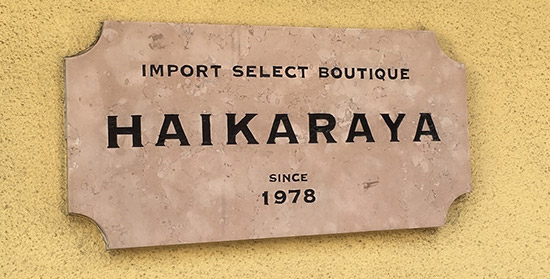 IMPORT SELECT BOUTIQUE
HAIKARAYA
SINCE
1978